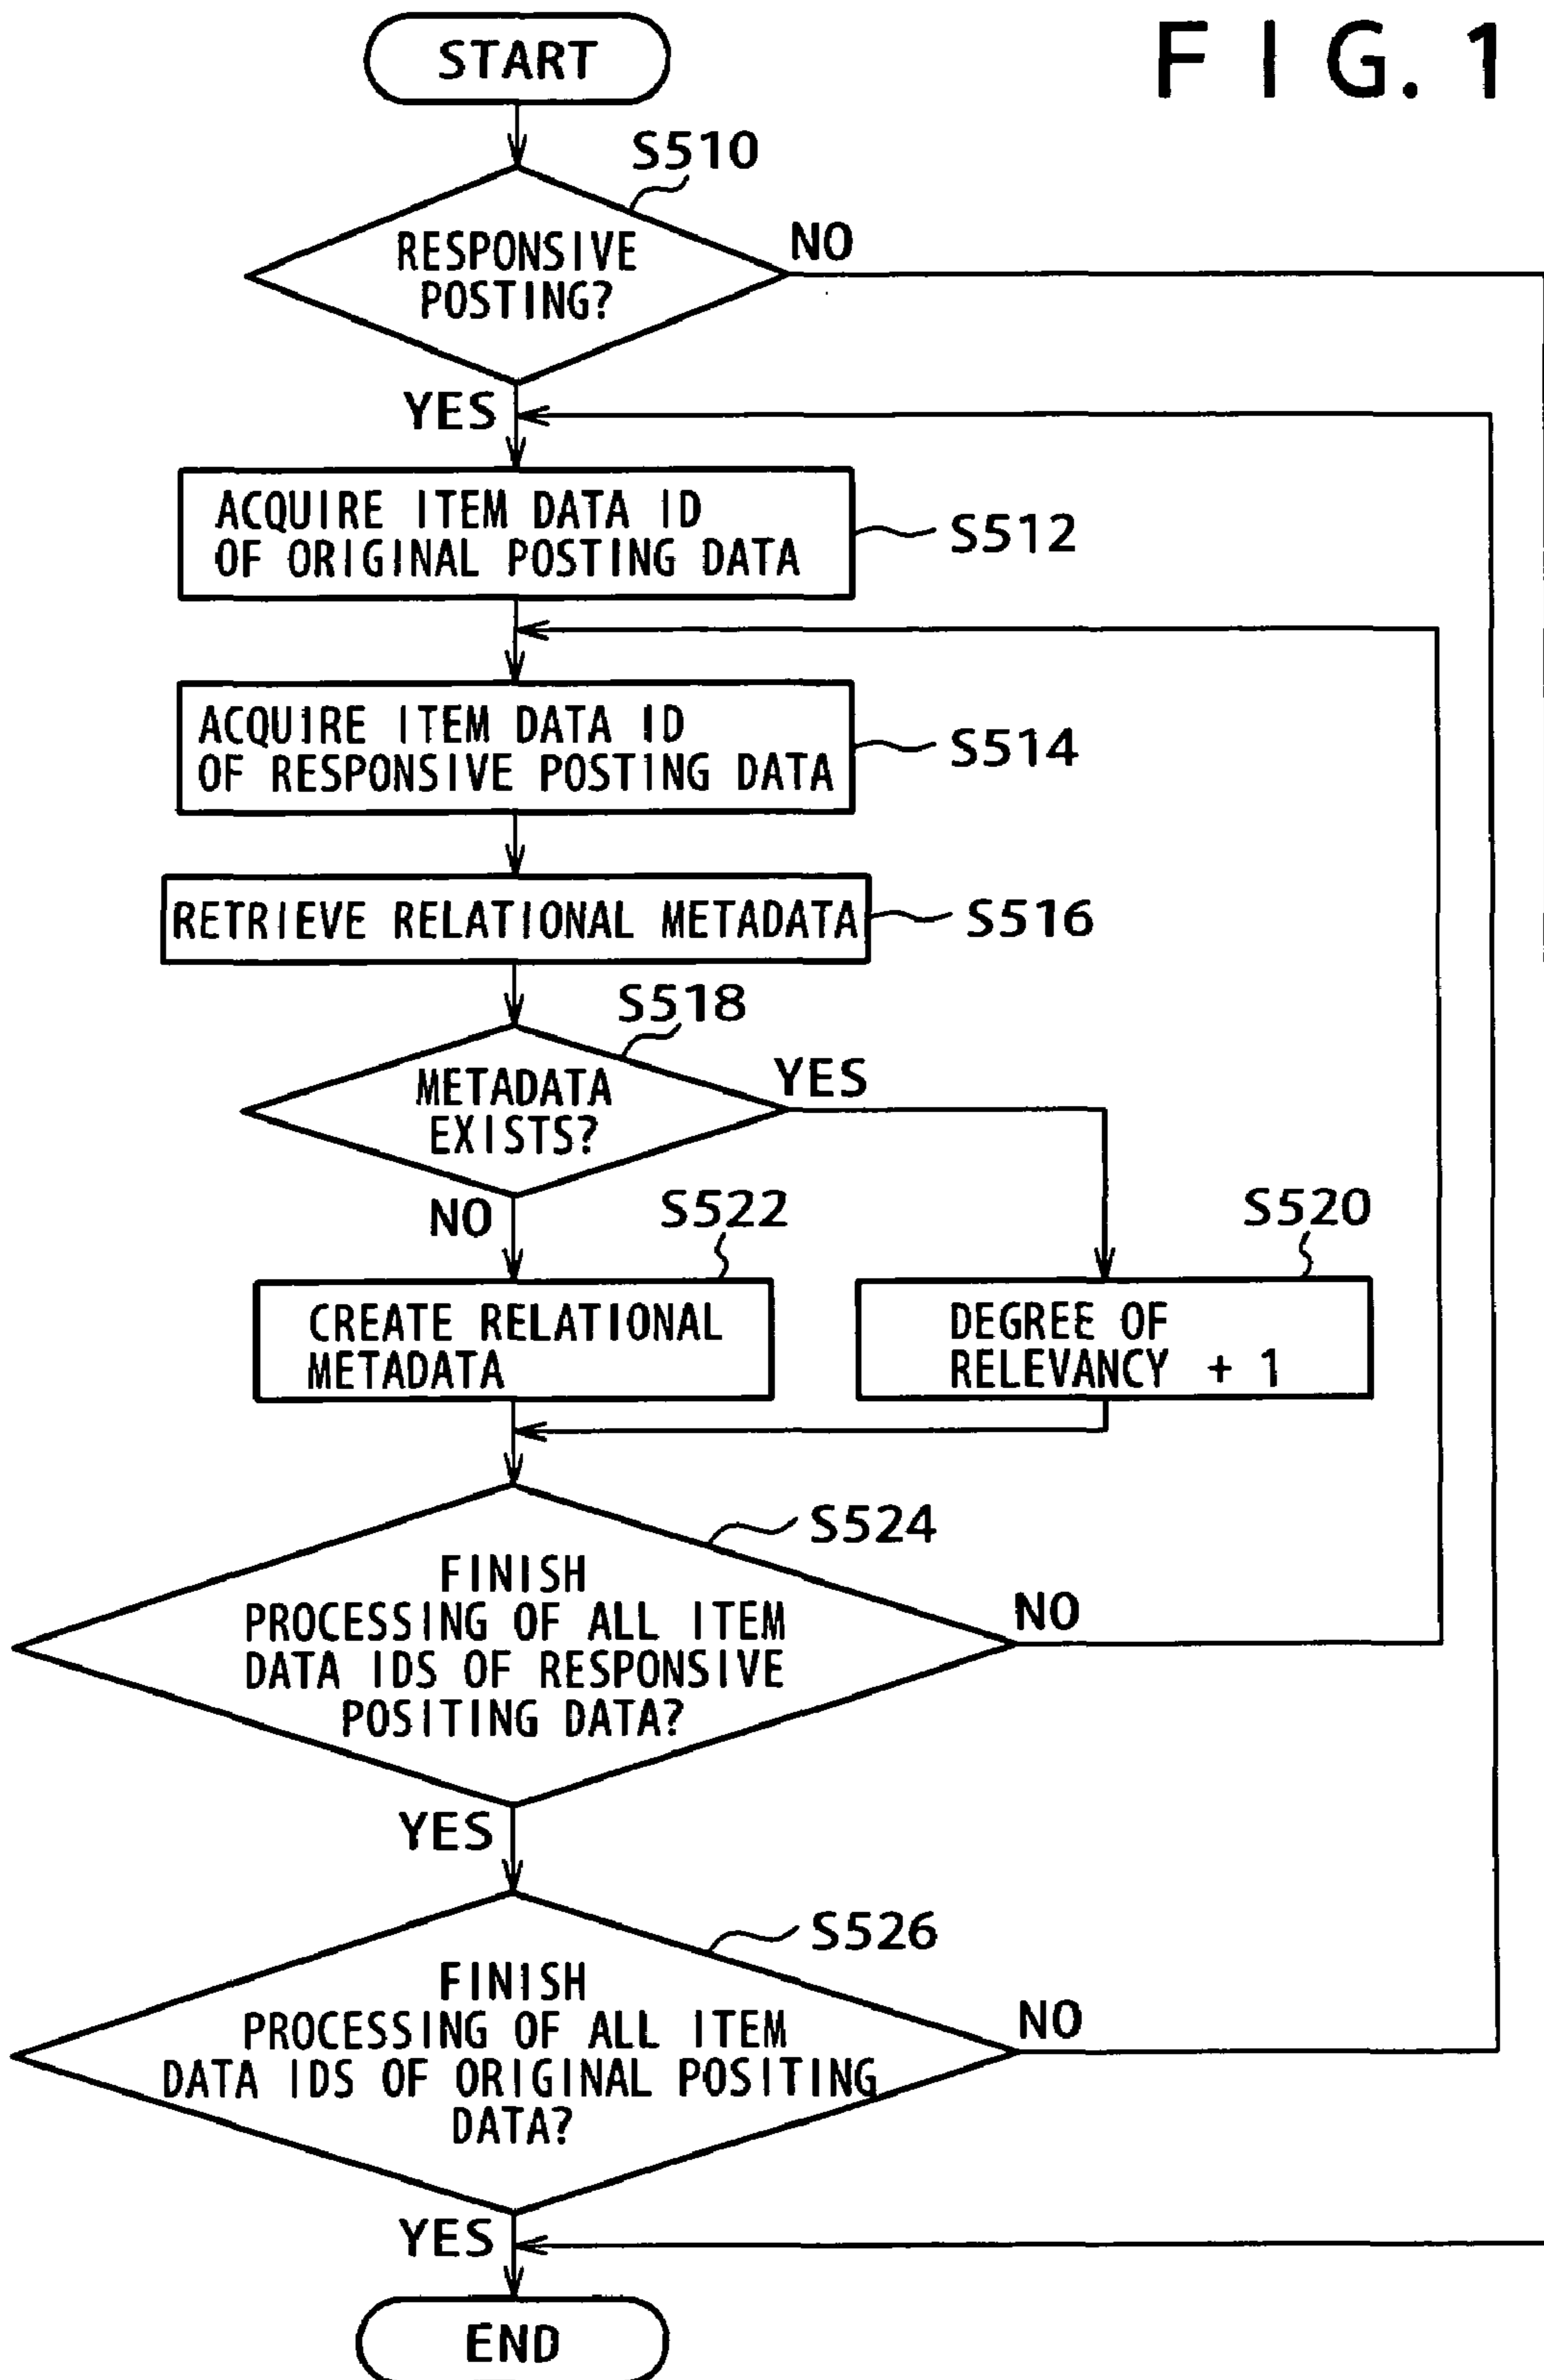 START
FIG. 1
S510
RESPONSIVE
POSTING?
NO
YES
ACQUIRE ITEM DATA ID
OF ORIGINAL POSTING DATA
S512
ACQUIRE ITEM DATA ID
OF RESPONSIVE POSTING DATA
S514
RETRIEVE RELATIONAL METADATA
S516
S518
METADATA
EXISTS?
YES
NO
S522
S520
CREATE RELATIONAL
METADATA
DEGREE OF
RELEVANCY + 1
S524
FINISH
PROCESSING OF ALL ITEM
DATA IDS OF RESPONSIVE
POSITING DATA?
NO
YES
S526
FINISH
PROCESSING OF ALL ITEM
DATA IDS OF ORIGINAL POSITING
DATA?
NO
YES
END